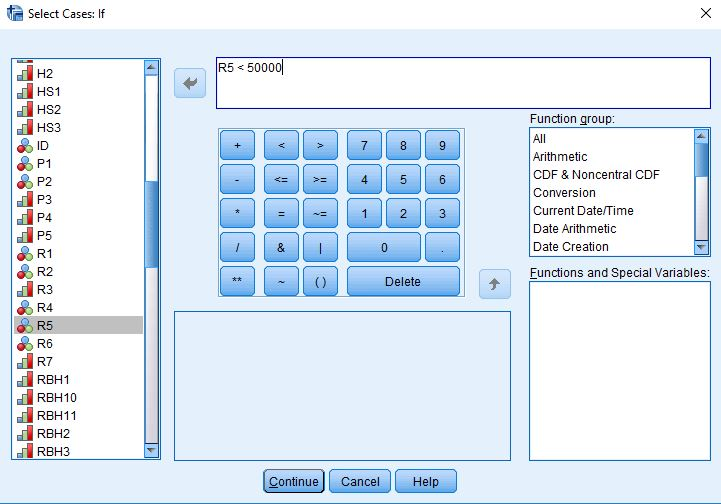 Select Cases: If
H2
HS1
HS2
HS3
ID
P1
P2
P3
P4
P5
R1
R2
R3
R4
R5
R6
R7
RBH1
RBH10
RBH11
RBH2
RBH3
R5 < 50000
+ < > 7 8 9
- <= >= 4 5 6
* = ~= 1 2 3
/ & | 0 .
** ~ ( ) Delete
Function group:
All
Arithmetic
CDF & Noncentral CDF
Conversion
Current Date/Time
Date Arithmetic
Date Creation
Functions and Special Variables:
Continue Cancel Help